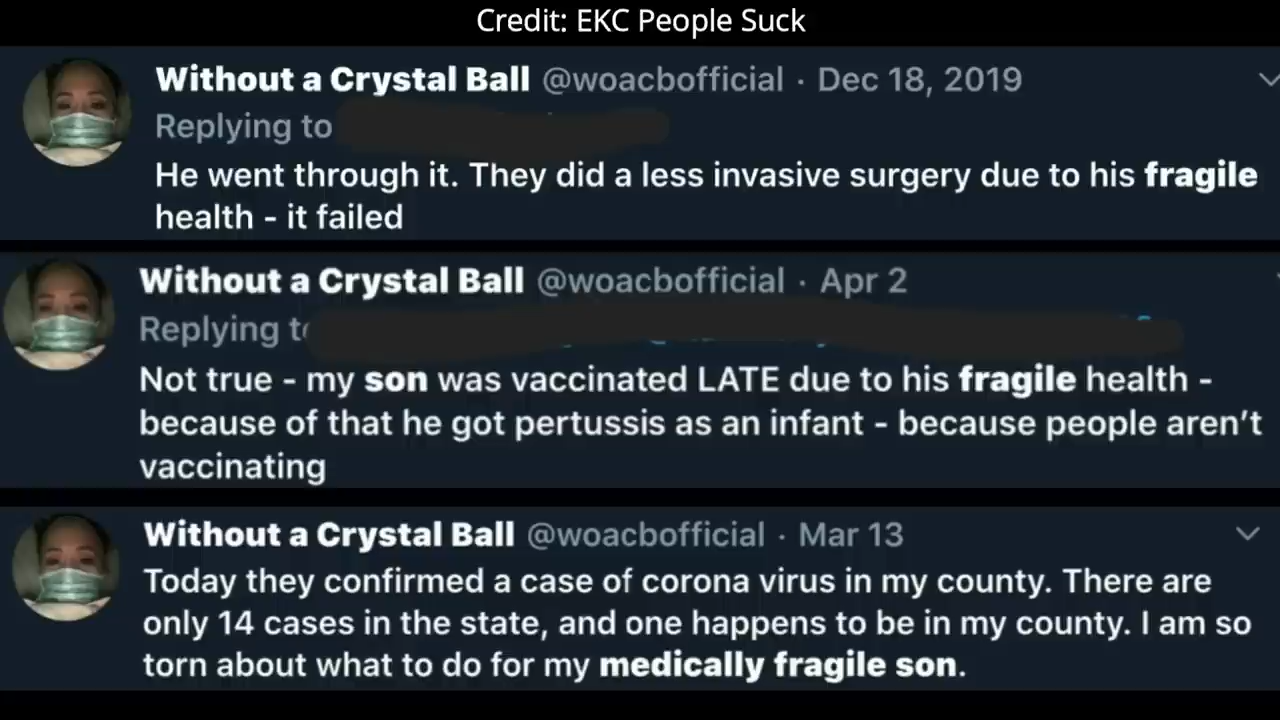 Credit: EKC People Suck
Without a Crystal Ball @woacbofficial · Dec 18, 2019
Replying to
He went through it. They did a less invasive surgery due to his fragile
health - it failed
Without a Crystal Ball @woacbofficial · Apr 2
Replying to
Not true - my son was vaccinated LATE due to his fragile health -
because of that he got pertussis as an infant - because people aren’t
vaccinating
Without a Crystal Ball @woacbofficial · Mar 13
Today they confirmed a case of corona virus in my county. There are
only 14 cases in the state, and one happens to be in my county. I am so
torn about what to do for my medically fragile son.